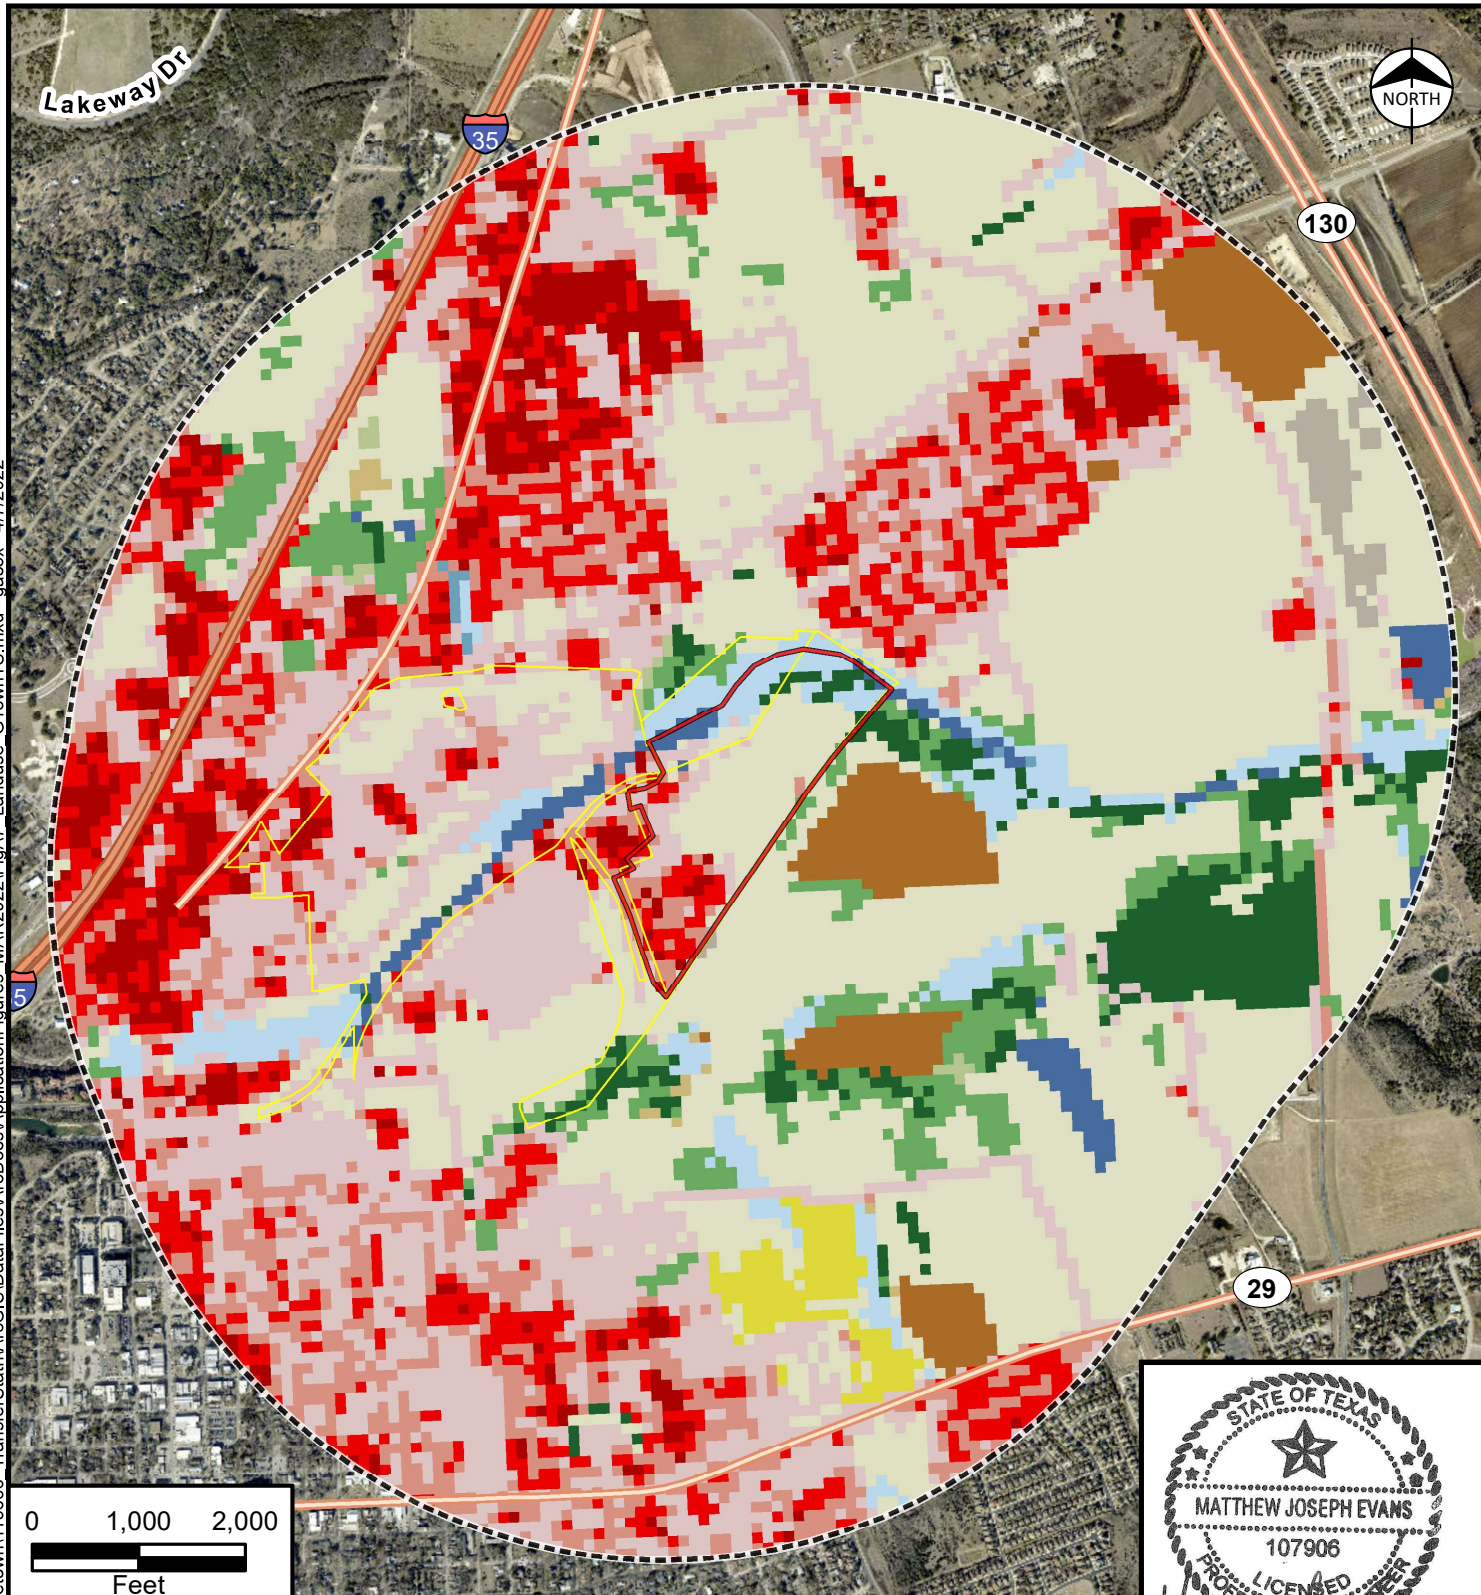 Lakeway Dr
35
NORTH
130
5
29
0 1,000 2,000
Feet
STATE OF TEXAS
MATTHEW JOSEPH EVANS
107906
LICENSED